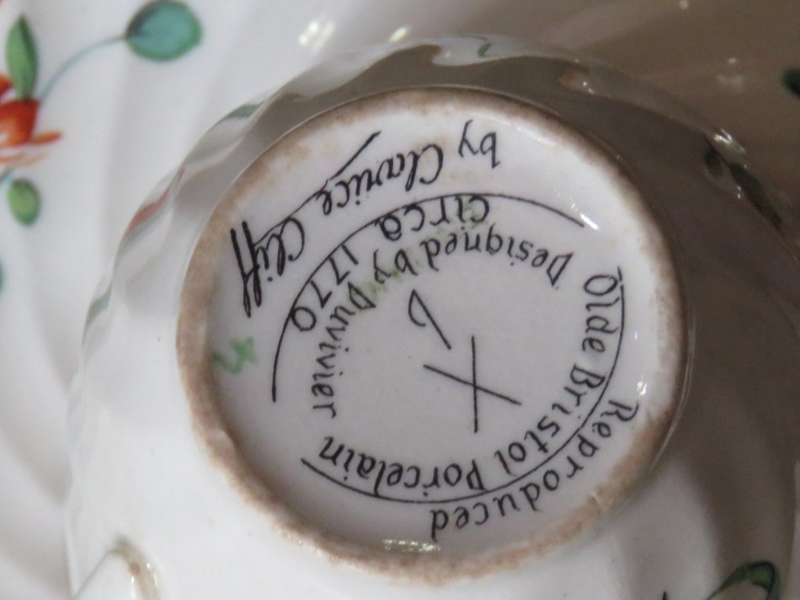 Olde Bristol Porcelain
Designed by Duvivier
circa 1770
Reproduced
by Clarice Cliff
X